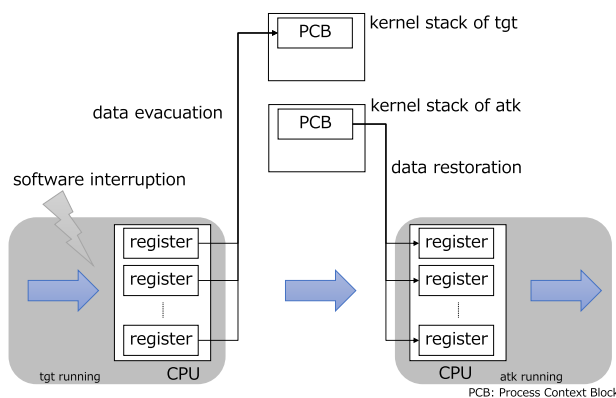 PCB
kernel stack of tgt
data evacuation
PCB
kernel stack of atk
data restoration
software interruption
register
register
register
register
register
register
tgt running
CPU
CPU
atk running
PCB: Process Context Block